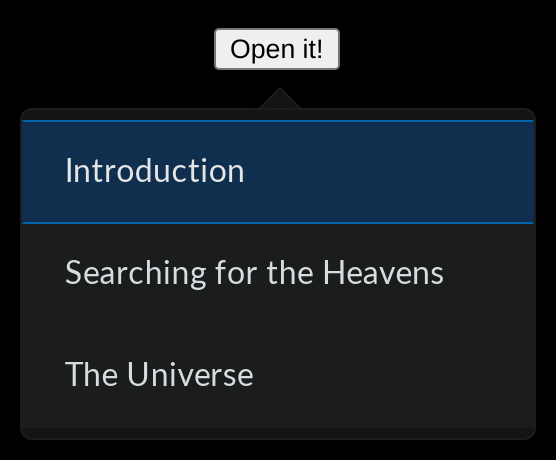 Open it!
Introduction
Searching for the Heavens
The Universe